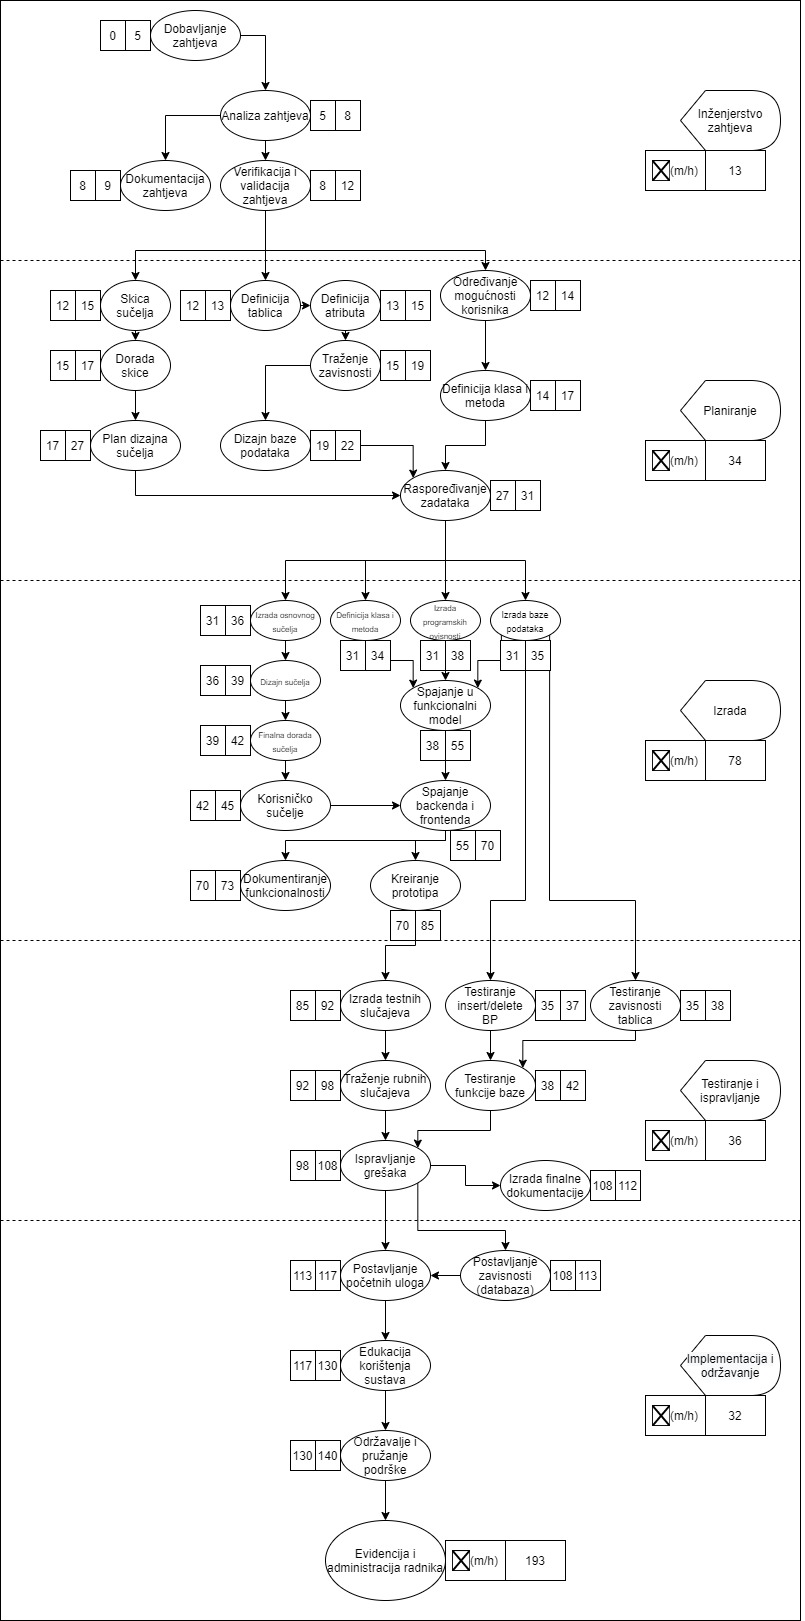 0 5
Dobavljanje
zahtjeva
Analiza zahtjeva
5 8
8 9
Dokumentacija
zahtjeva
Verifikacija i
validacija
zahtjeva
8 12
Inženjerstvo
zahtjeva
(m/h) 13
12 15
Skica
sučelja
12 13
Definicija
tablica
Definicija
atributa
13 15
Određivanje
mogućnosti
korisnika
12 14
15 17
Dorada
skice
Traženje
zavisnosti
15 19
Definicija klasa i
metoda
14 17
17 27
Plan dizajna
sučelja
Dizajn baze
podataka
19 22
Raspoređivanje
zadataka
27 31
Planiranje
(m/h) 34
31 36
Izrada osnovnog
sučelja
Definicija klasa i
metoda
31 34
Izrada
programskih
ovisnosti
31 38
Izrada baze
podataka
31 35
36 39
Dizajn sučelja
Spajanje u
funkcionalni
model
38 55
39 42
Finalna dorada
sučelja
42 45
Korisničko
sučelje
Spajanje
backenda i
frontenda
55 70
70 73
Dokumentiranje
funkcionalnosti
Kreiranje
prototipa
70 85
Izrada
(m/h) 78
85 92
Izrada testnih
slučajeva
Testiranje
insert/delete
BP
35 37
Testiranje
zavisnosti
tablica
35 38
92 98
Traženje rubnih
slučajeva
Testiranje
funkcije baze
38 42
98 108
Ispravljanje
grešaka
Izrada finalne
dokumentacije
108 112
Testiranje i
ispravljanje
(m/h) 36
113 117
Postavljanje
početnih uloga
Postavljanje
zavisnosti
(databaza)
108 113
117 130
Edukacija
korištenja
sustava
130 140
Održavalje i
pružanje
podrške
Implementacija i
održavanje
(m/h) 32
Evidencija i
administracija radnika
(m/h) 193